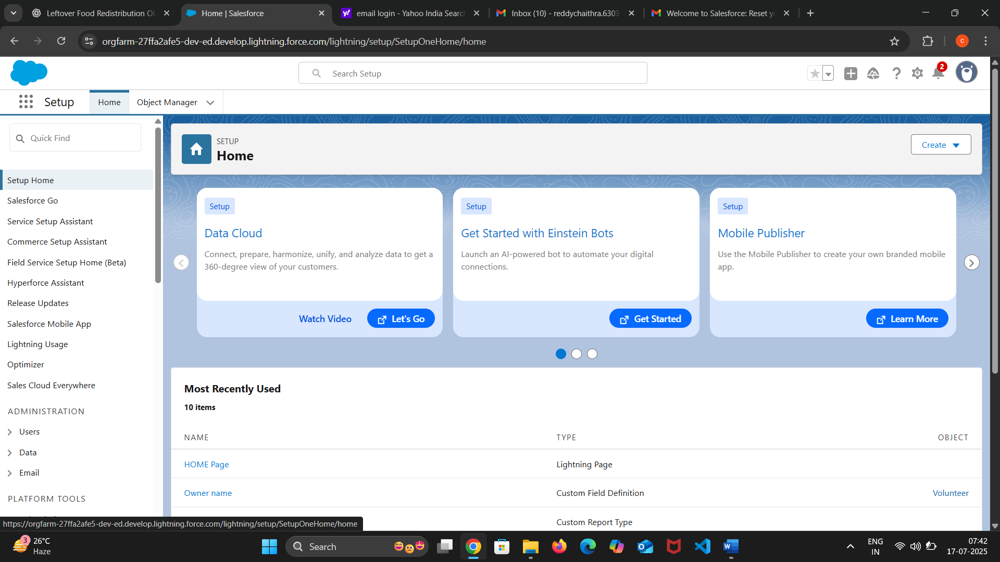 Leftover Food Redistribution Ob
Home | Salesforce
email login - Yahoo India Searc
Inbox (10) - reddychaithra.6303
Welcome to Salesforce: Reset yo
orgfarm-27ffa2afe5-dev-ed.develop.lightning.force.com/lightning/setup/SetupOneHome/home
C
Search Setup
2
Setup
Home
Object Manager
Quick Find
Setup Home
Salesforce Go
Service Setup Assistant
Commerce Setup Assistant
Field Service Setup Home (Beta)
Hyperforce Assistant
Release Updates
Salesforce Mobile App
Lightning Usage
Optimizer
Sales Cloud Everywhere
ADMINISTRATION
Users
Data
Email
PLATFORM TOOLS
SETUP
Home
Create
Setup
Data Cloud
Connect, prepare, harmonize, unify, and analyze data to get a
360-degree view of your customers.
Watch Video
Let's Go
Setup
Get Started with Einstein Bots
Launch an AI-powered bot to automate your digital
connections.
Get Started
Setup
Mobile Publisher
Use the Mobile Publisher to create your own branded mobile
app.
Learn More
Most Recently Used
10 items
NAME TYPE OBJECT
HOME Page Lightning Page
Owner name Custom Field Definition Volunteer
Custom Report Type
https://orgfarm-27ffa2afe5-dev-ed.develop.lightning.force.com/lightning/setup/SetupOneHome/home
3
26°C
Haze
Search
ENG
IN
07:42
17-07-2025